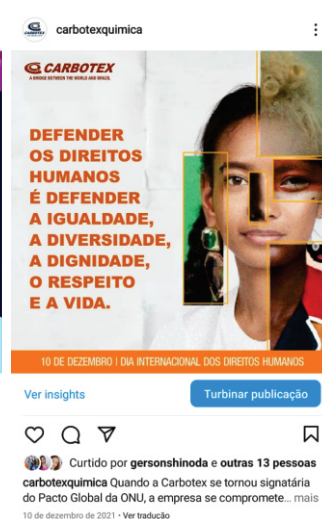 carbotexquimica
CARBOTEX
A BRIDGE BETWEEN THE WORLD AND BRAZIL
DEFENDER
OS DIREITOS
HUMANOS
É DEFENDER
A IGUALDADE,
A DIVERSIDADE,
A DIGNIDADE,
O RESPEITO
E A VIDA.
10 DE DEZEMBRO | DIA INTERNACIONAL DOS DIREITOS HUMANOS
Ver insights
Turbinar publicação
Curtido por gersonshinoda e outras 13 pessoas
carbotexquimica Quando a Carbotex se tornou signatária
do Pacto Global da ONU, a empresa se compromete... mais
10 de dezembro de 2021 • Ver tradução